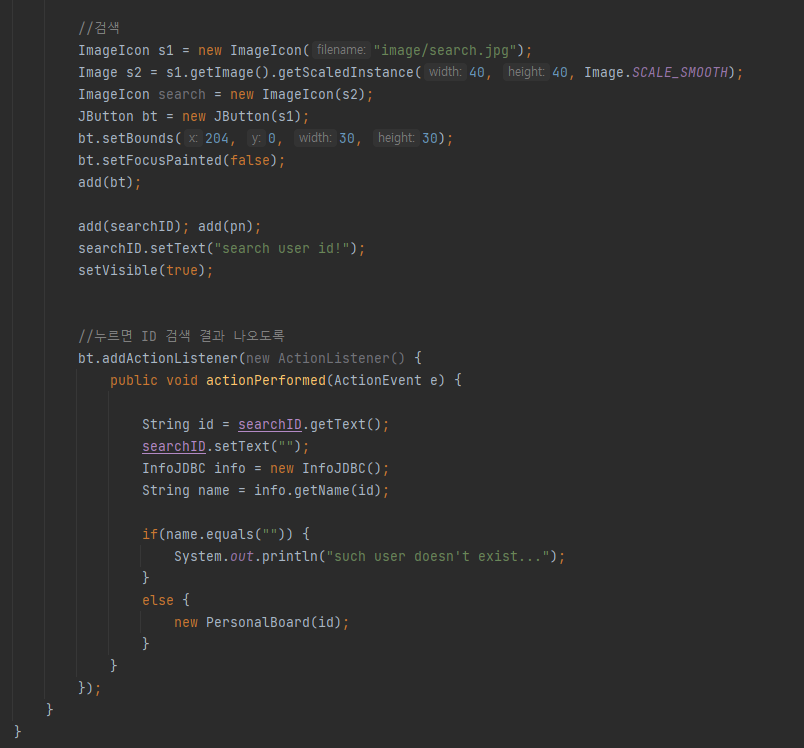 //검색
ImageIcon s1 = new ImageIcon( filename: "image/search.jpg");
Image s2 = s1.getImage().getScaledInstance( width: 40, height: 40, Image.SCALE_SMOOTH);
ImageIcon search = new ImageIcon(s2);
JButton bt = new JButton(s1);
bt.setBounds( x: 204, y: 0, width: 30, height: 30);
bt.setFocusPainted(false);
add(bt);
add(searchID); add(pn);
searchID.setText("search user id!");
setVisible(true);
//누르면 ID 검색 결과 나오도록
bt.addActionListener(new ActionListener() {
public void actionPerformed(ActionEvent e) {
String id = searchID.getText();
searchID.setText("");
InfoJDBC info = new InfoJDBC();
String name = info.getName(id);
if(name.equals("")) {
System.out.println("such user doesn't exist...");
}
else {
new PersonalBoard(id);
}
}
});
}
}